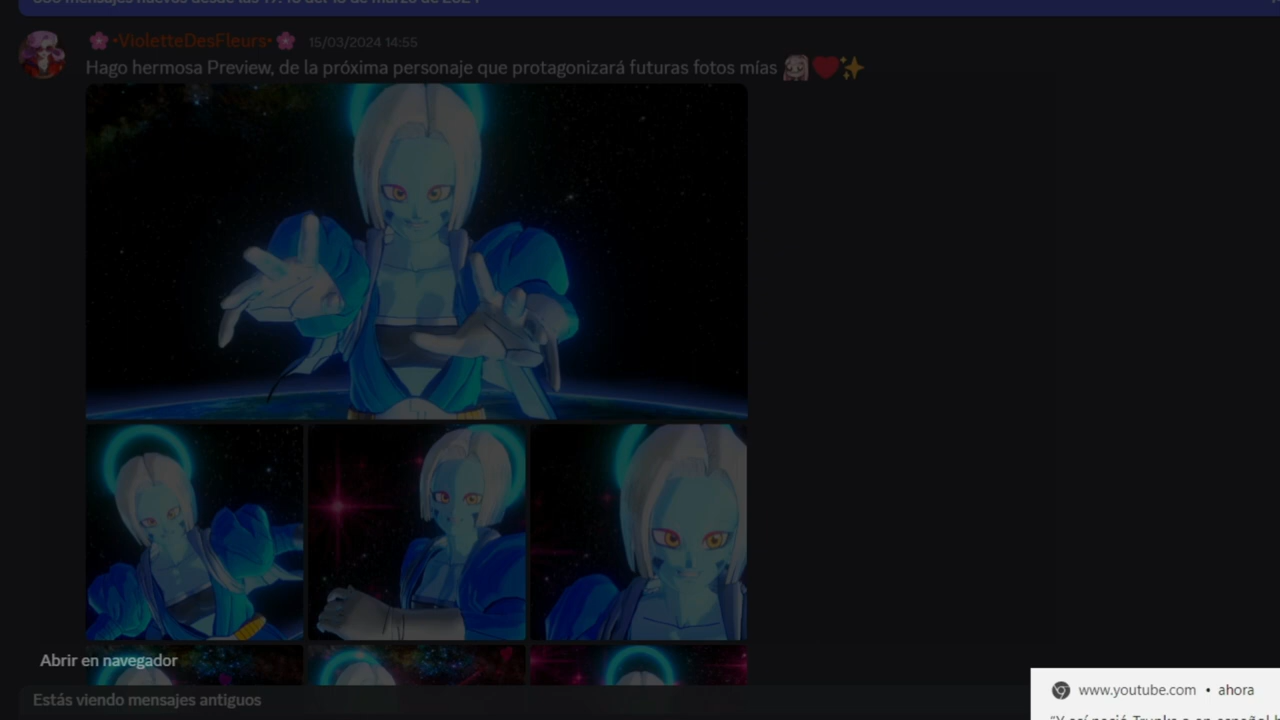 •VioletteDesFleurs• 15/03/2024 14:55
Hago hermosa Preview, de la próxima personaje que protagonizará futuras fotos mías
Abrir en navegador
Estás viendo mensajes antiguos
www.youtube.com • ahora